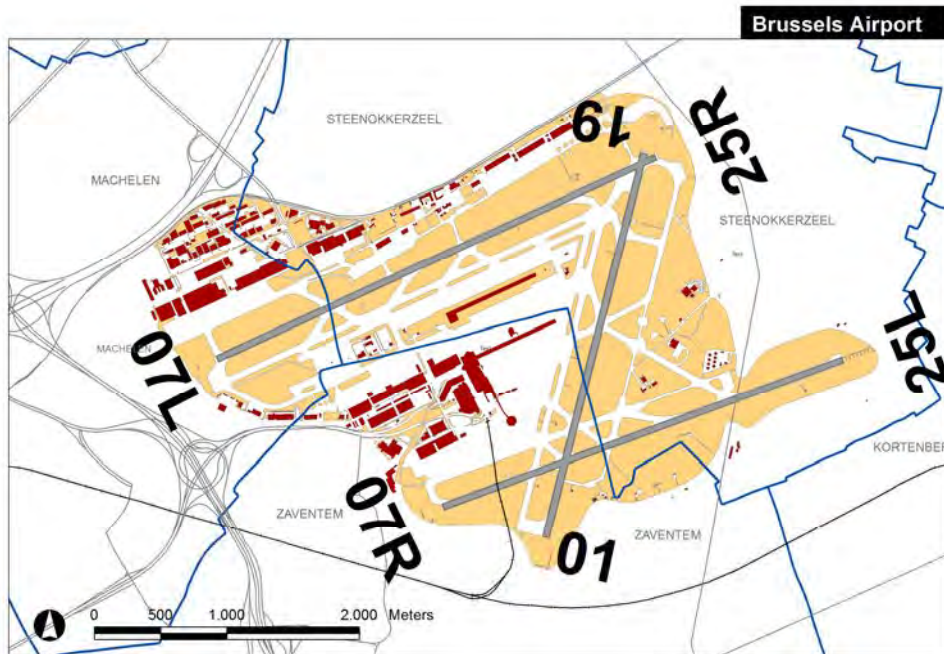 Brussels Airport
STEENOKKERZEEL
19
25R
MACHELEN
STEENOKKERZEEL
25L
MACHELEN
07L
KORTENBER
07R
ZAVENTEM
01
ZAVENTEM
0 500 1.000 2.000 Meters